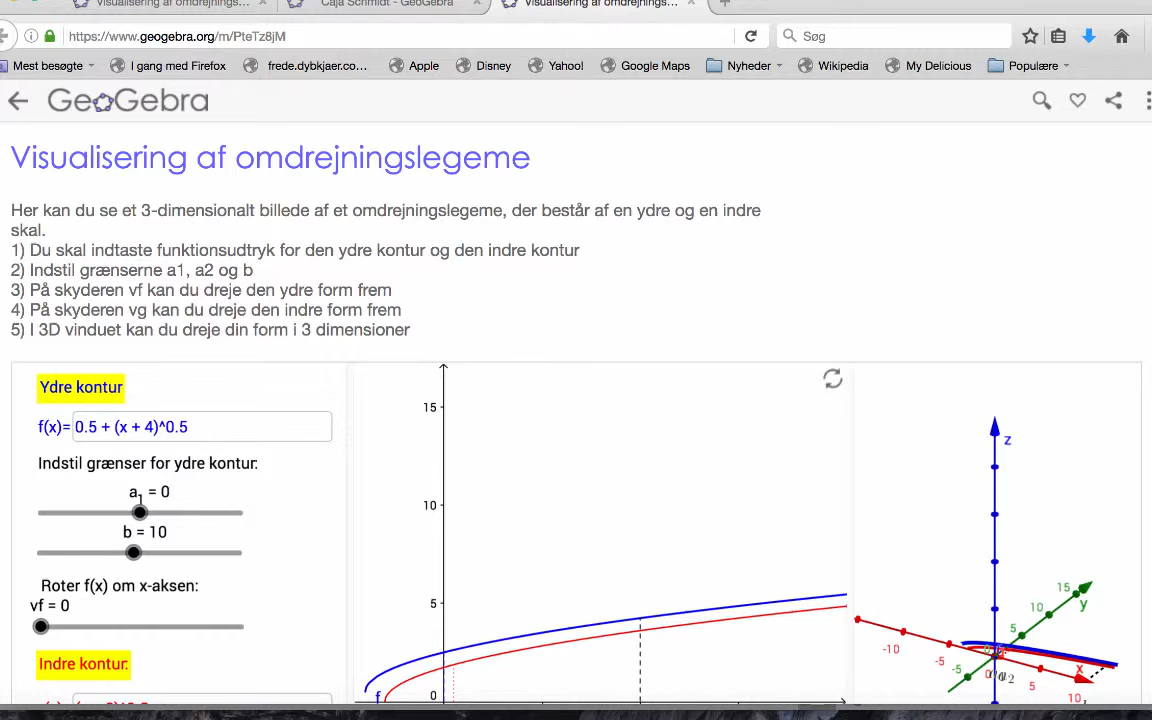 Visualisering af omdrejnings...
Caja Schmidt - GeoGebra
Visualisering af omdrejnings...
https://www.geogebra.org/m/PteTz8jM
Søg
Mest besøgte
I gang med Firefox
frede.dybkjaer.co...
Apple
Disney
Yahoo!
Google Maps
Nyheder
Wikipedia
My Delicious
Populære
GeoGebra
Visualisering af omdrejningslegeme
Her kan du se et 3-dimensionalt billede af et omdrejningslegeme, der består af en ydre og en indre
skal.
1) Du skal indtaste funktionsudtryk for den ydre kontur og den indre kontur
2) Indstil grænserne a1, a2 og b
3) På skyderen vf kan du dreje den ydre form frem
4) På skyderen vg kan du dreje den indre form frem
5) I 3D vinduet kan du dreje din form i 3 dimensioner
Ydre kontur
f(x)= 0.5 + (x + 4)^0.5
Indstil grænser for ydre kontur:
a₁ = 0
b = 10
Roter f(x) om x-aksen:
vf = 0
Indre kontur:
15
10
5
0
f
z
15
10
y
5
-10
-5
-5
0
x
5
10